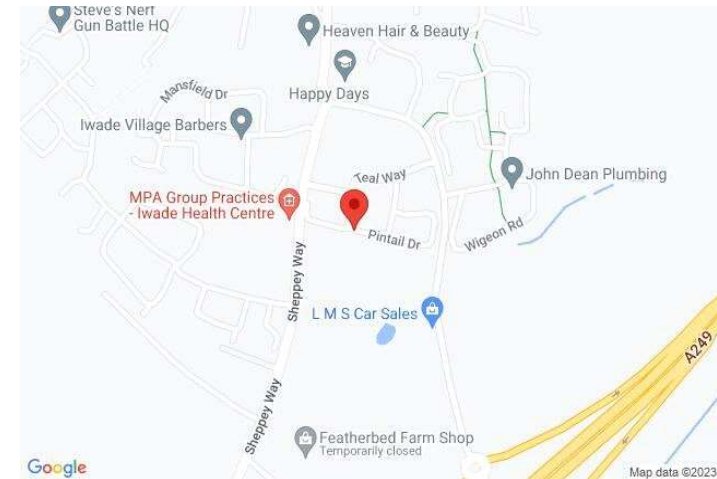 Steve's Nerf
Gun Battle HQ
Heaven Hair & Beauty
Happy Days
Mansfield Dr
Iwade Village Barbers
Teal Way
John Dean Plumbing
MPA Group Practices
- Iwade Health Centre
Pintail Dr
Wigeon Rd
Sheppey Way
L M S Car Sales
A249
Sheppey Way
Featherbed Farm Shop
Temporarily closed
Google
Map data ©2023